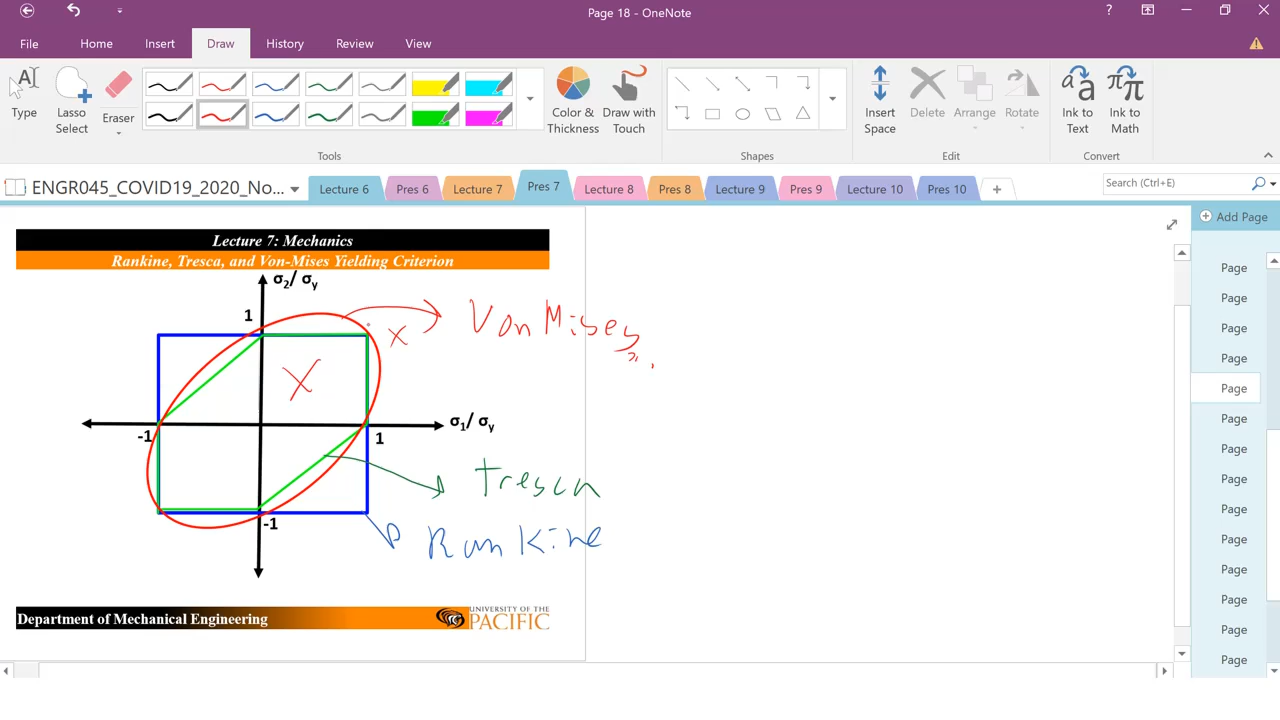 Page 18 - OneNote
?
File Home Insert Draw History Review View
Type
Lasso Select
Eraser
Color & Thickness
Draw with Touch
Insert Space
Delete
Arrange
Rotate
Ink to Text
Ink to Math
Tools
Shapes
Edit
Convert
ENGR045_COVID19_2020_No...
Lecture 6 Pres 6 Lecture 7 Pres 7 Lecture 8 Pres 8 Lecture 9 Pres 9 Lecture 10 Pres 10 +
Search (Ctrl+E)
Add Page
Page
Page
Page
Page
Page
Page
Page
Page
Page
Page
Page
Page
Page
Page
Lecture 7: Mechanics
Rankine, Tresca, and Von-Mises Yielding Criterion
σ2/ σy
1
X
X
Von Mises
σ1/ σy
-1
1
Tresca
-1
Rankine
Department of Mechanical Engineering
UNIVERSITY OF THE
PACIFIC